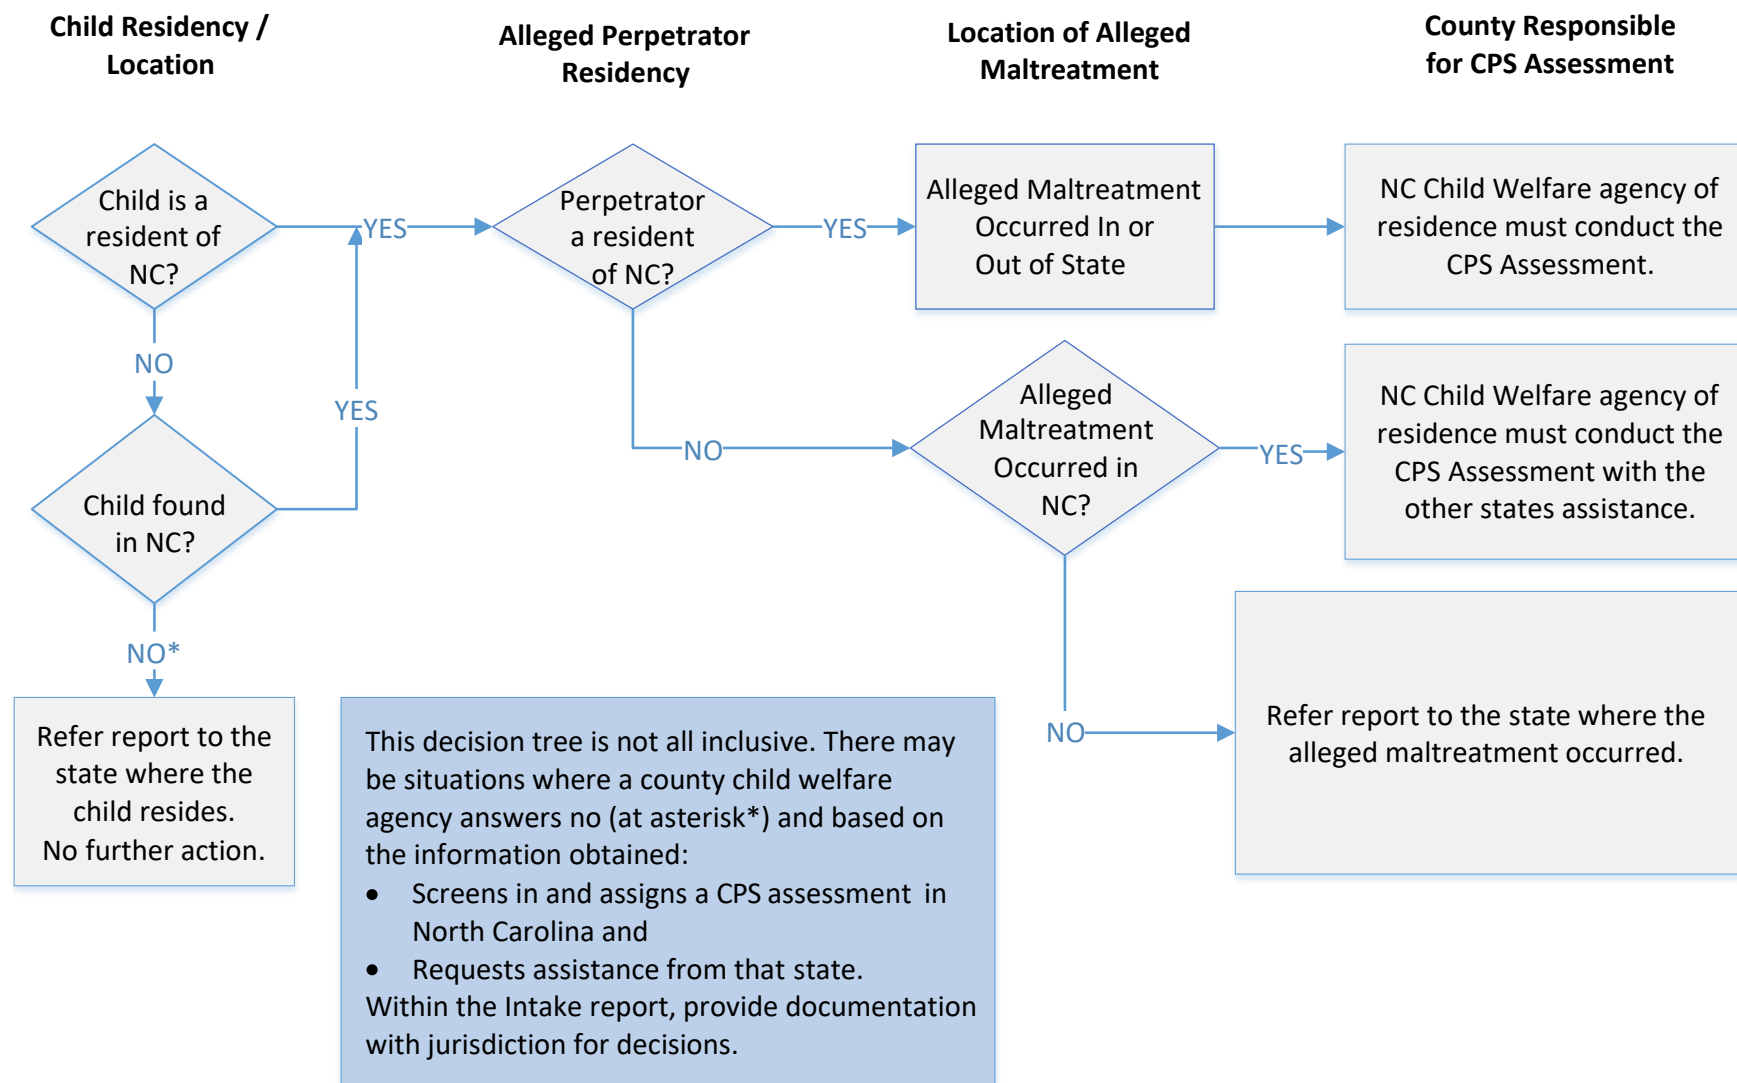 Child Residency /
Location
Alleged Perpetrator
Residency
Location of Alleged
Maltreatment
County Responsible
for CPS Assessment
Child is a
resident of
NC?
YES
Perpetrator
a resident
of NC?
YES
Alleged Maltreatment
Occurred In or
Out of State
NC Child Welfare agency of
residence must conduct the
CPS Assessment.
NO
YES
Child found
in NC?
NO
Alleged
Maltreatment
Occurred in
NC?
YES
NC Child Welfare agency of
residence must conduct the
CPS Assessment with the
other states assistance.
NO*
Refer report to the
state where the
child resides.
No further action.
This decision tree is not all inclusive. There may
be situations where a county child welfare
agency answers no (at asterisk*) and based on
the information obtained:
• Screens in and assigns a CPS assessment in
North Carolina and
• Requests assistance from that state.
Within the Intake report, provide documentation
with jurisdiction for decisions.
NO
Refer report to the state where the
alleged maltreatment occurred.